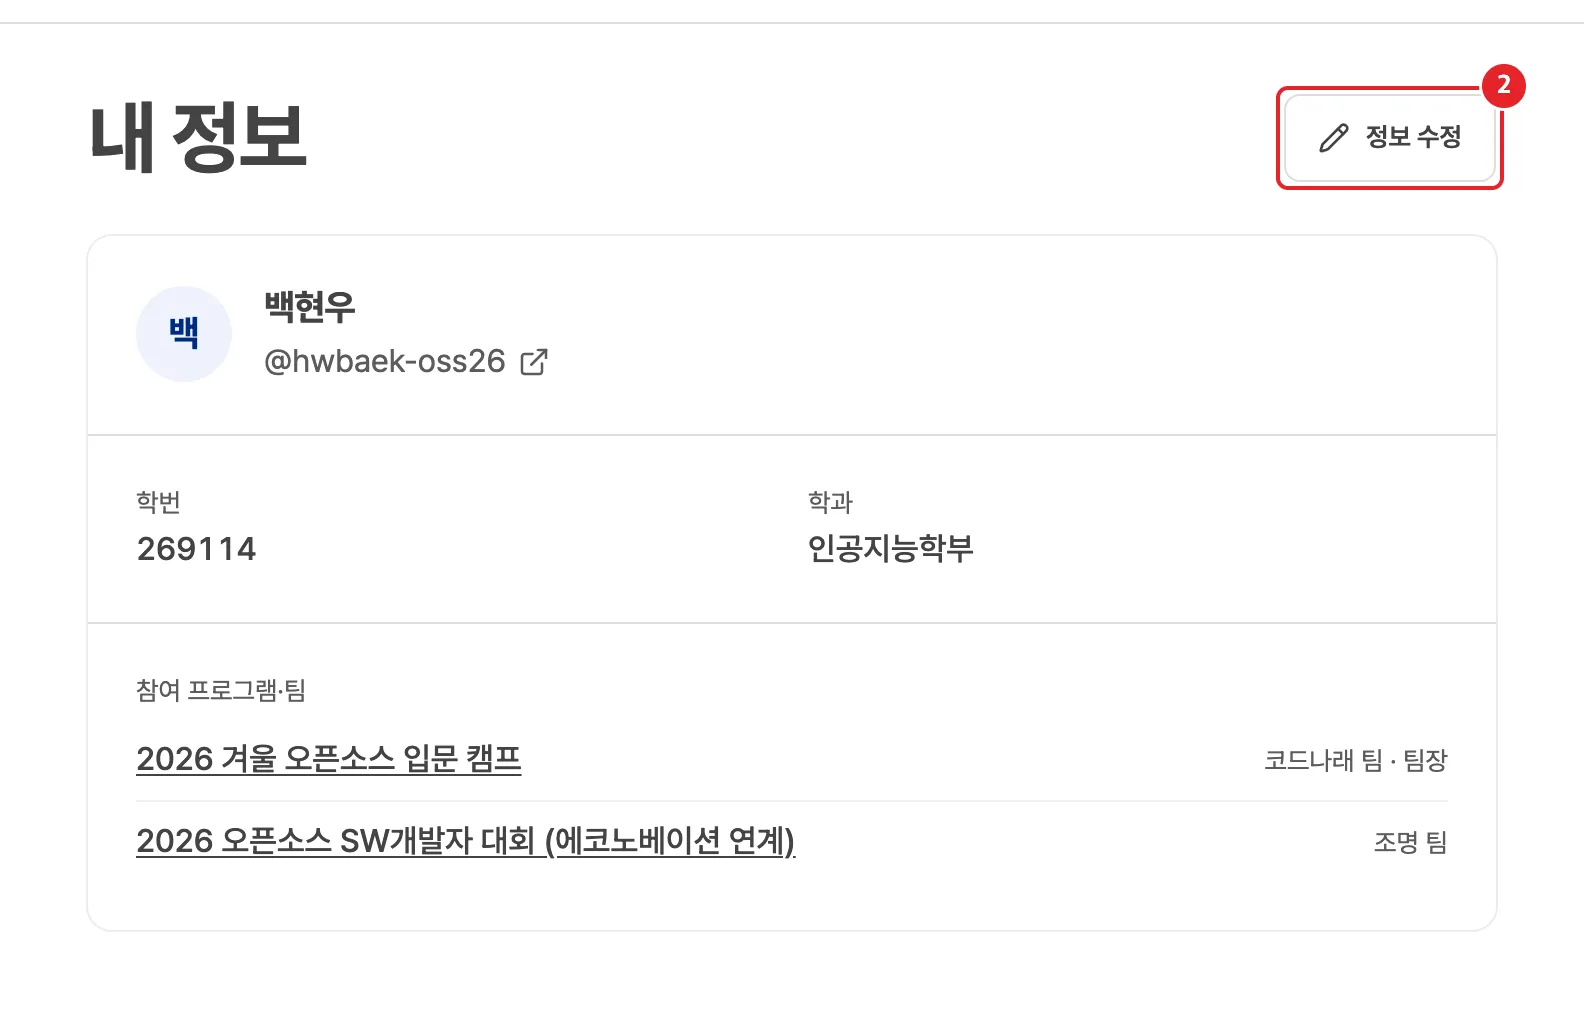 내 정보
2
정보 수정
백
백현우
@hwbaek-oss26
학번
269114
학과
인공지능학부
참여 프로그램·팀
2026 겨울 오픈소스 입문 캠프
코드나래 팀 · 팀장
2026 오픈소스 SW개발자 대회 (에코노베이션 연계)
조명 팀